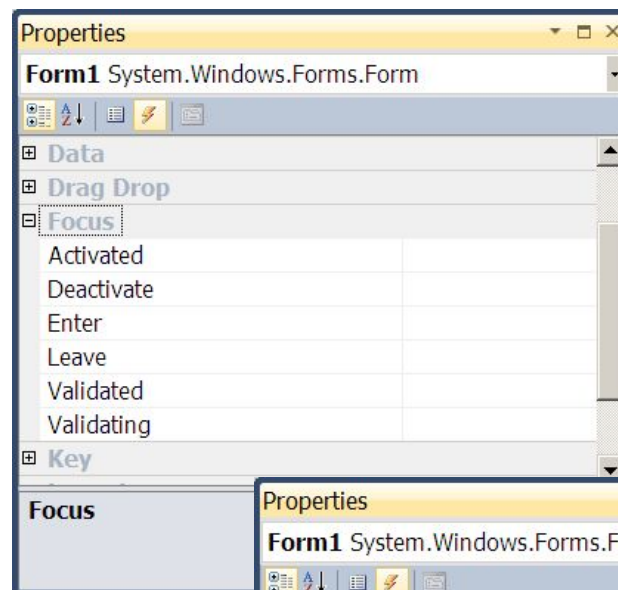 Properties
Form1 System.Windows.Forms.Form
Data
Drag Drop
Focus
Activated
Deactivate
Enter
Leave
Validated
Validating
Key
Focus
Properties
Form1 System.Windows.Forms.F